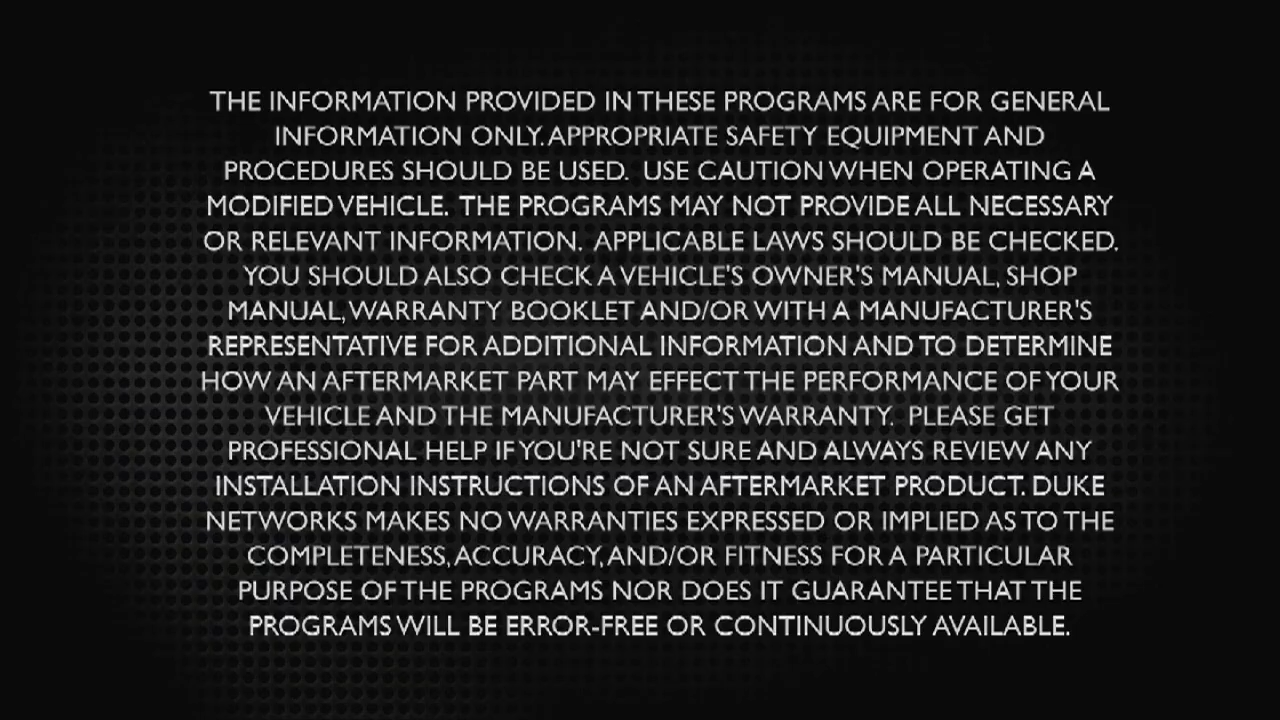 THE INFORMATION PROVIDED IN THESE PROGRAMS ARE FOR GENERAL
INFORMATION ONLY. APPROPRIATE SAFETY EQUIPMENT AND
PROCEDURES SHOULD BE USED. USE CAUTION WHEN OPERATING A
MODIFIED VEHICLE. THE PROGRAMS MAY NOT PROVIDE ALL NECESSARY
OR RELEVANT INFORMATION. APPLICABLE LAWS SHOULD BE CHECKED.
YOU SHOULD ALSO CHECK A VEHICLE'S OWNER'S MANUAL, SHOP
MANUAL, WARRANTY BOOKLET AND/OR WITH A MANUFACTURER'S
REPRESENTATIVE FOR ADDITIONAL INFORMATION AND TO DETERMINE
HOW AN AFTERMARKET PART MAY EFFECT THE PERFORMANCE OF YOUR
VEHICLE AND THE MANUFACTURER'S WARRANTY. PLEASE GET
PROFESSIONAL HELP IF YOU'RE NOT SURE AND ALWAYS REVIEW ANY
INSTALLATION INSTRUCTIONS OF AN AFTERMARKET PRODUCT. DUKE
NETWORKS MAKES NO WARRANTIES EXPRESSED OR IMPLIED AS TO THE
COMPLETENESS, ACCURACY, AND/OR FITNESS FOR A PARTICULAR
PURPOSE OF THE PROGRAMS NOR DOES IT GUARANTEE THAT THE
PROGRAMS WILL BE ERROR-FREE OR CONTINUOUSLY AVAILABLE.